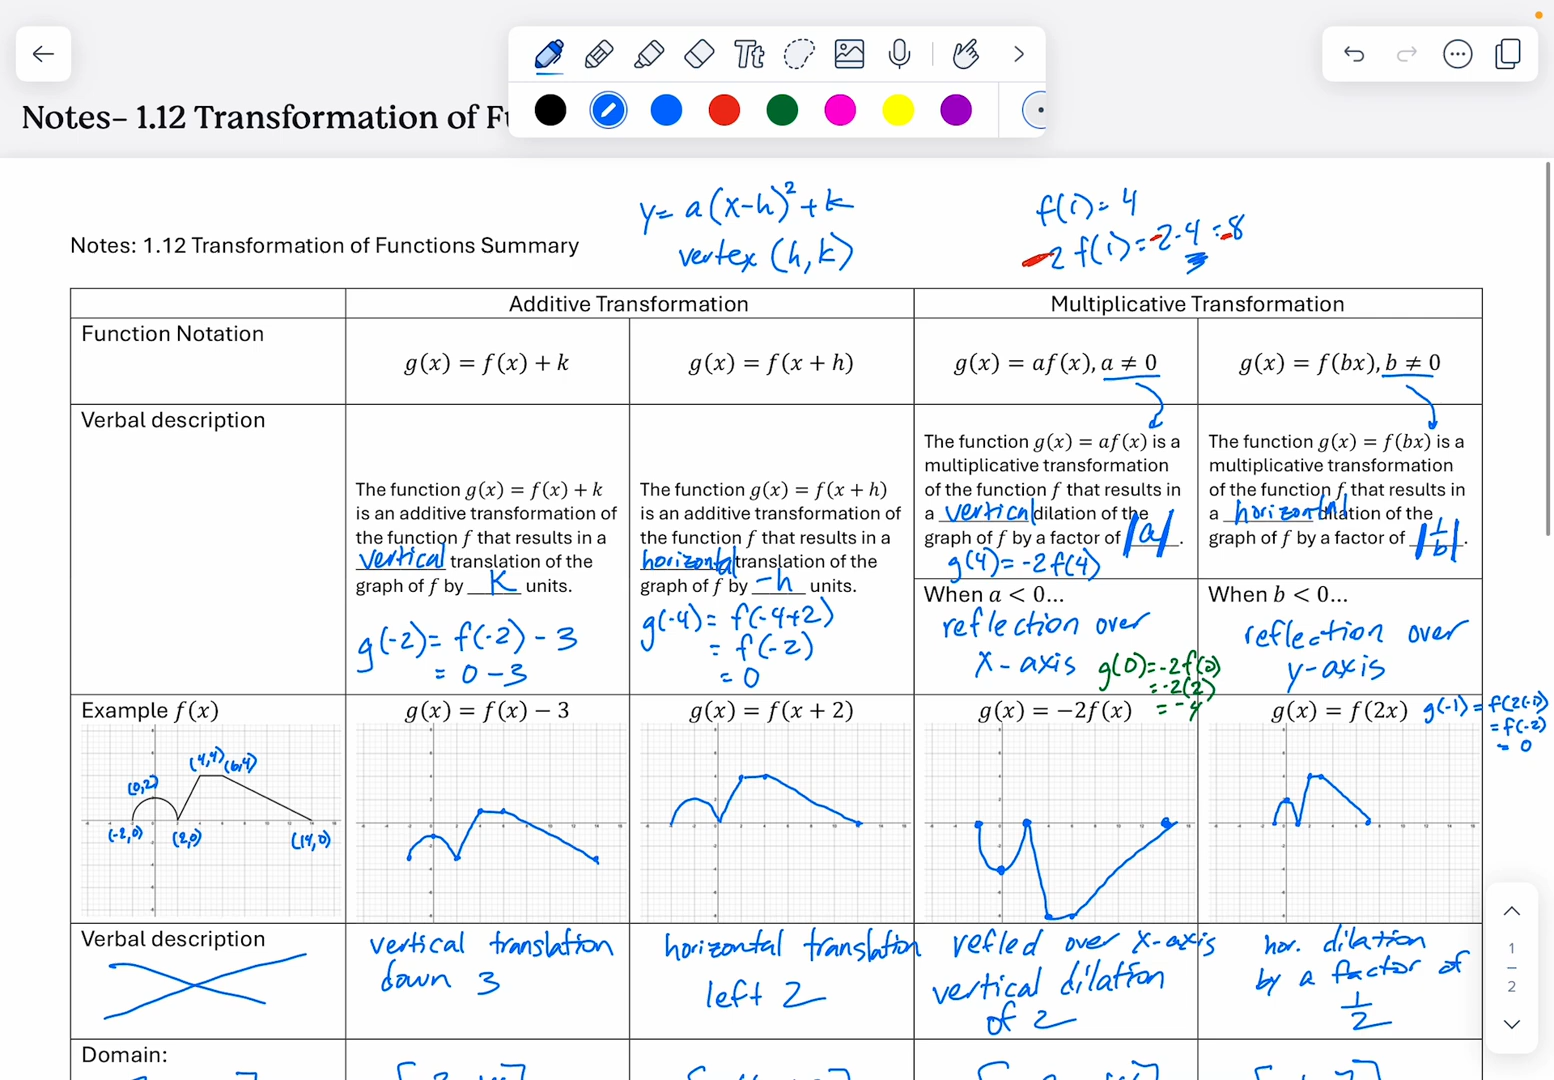 Notes- 1.12 Transformation of Fu
Tt
y= a(x-h)²+k
vertex (h,k)
f(1)= 4
-2 f(1)=-2·4=-8
Notes: 1.12 Transformation of Functions Summary
Additive Transformation
Multiplicative Transformation
Function Notation
g(x) = f(x) + k
g(x) = f(x + h)
g(x) = af(x), a ≠ 0
g(x) = f(bx), b ≠ 0
Verbal description
The function g(x) = f(x) + k
is an additive transformation of
the function f that results in a
vertical translation of the
graph of f by K units.
g(-2)= f(-2) - 3
= 0 - 3
The function g(x) = f(x + h)
is an additive transformation of
the function f that results in a
horizontal translation of the
graph of f by -h units.
g(-4)= f(-4+2)
= f(-2)
= 0
The function g(x) = af(x) is a
multiplicative transformation
of the function f that results in
a vertical dilation of the
graph of f by a factor of |a|.
g(4)= -2f(4)
When a < 0...
reflection over
x-axis
g(0)=-2f(0)
=-2(2)
= -4
The function g(x) = f(bx) is a
multiplicative transformation
of the function f that results in
a horizontal dilation of the
graph of f by a factor of |1/b|.
When b < 0...
reflection over
y-axis
Example f(x)
(0,2)
(4,4) (6,4)
(-2,0)
(2,0)
(14,0)
g(x) = f(x) − 3
g(x) = f(x + 2)
g(x) = −2f(x)
g(x) = f(2x)
g(-1)= f(2(-1))
= f(-2)
= 0
Verbal description
vertical translation
down 3
horizontal translation
left 2
refled over x-axis
vertical dilation
of 2
hor. dilation
by a factor of
1/2
Domain:
1
2